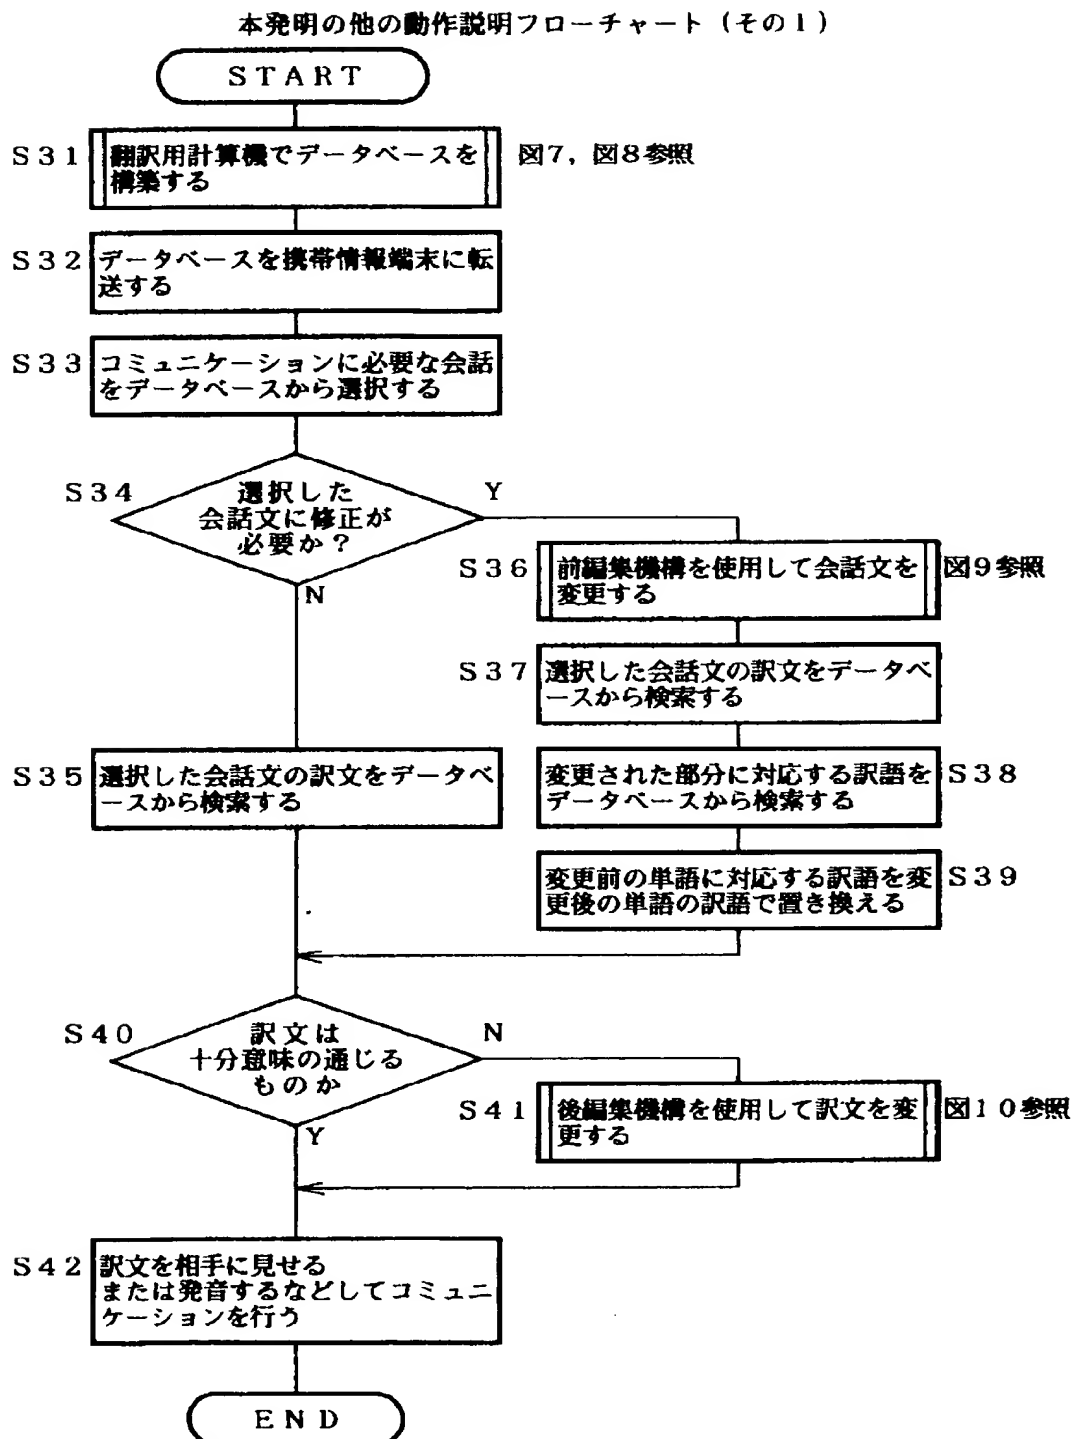 本発明の他の動作説明フローチャート（その１）
ＳＴＡＲＴ
Ｓ３１
翻訳用計算機でデータベースを
構築する
図７，図８参照
Ｓ３２
データベースを携帯情報端末に転
送する
Ｓ３３
コミュニケーションに必要な会話
をデータベースから選択する
Ｓ３４
選択した
会話文に修正が
必要か？
Ｙ
Ｎ
Ｓ３６
前編集機構を使用して会話文を
変更する
図９参照
Ｓ３７
選択した会話文の訳文をデータベ
ースから検索する
Ｓ３５
選択した会話文の訳文をデータベ
ースから検索する
変更された部分に対応する訳語を
データベースから検索する
Ｓ３８
変更前の単語に対応する訳語を変
更後の単語の訳語で置き換える
Ｓ３９
Ｓ４０
訳文は
十分意味の通じる
ものか
Ｎ
Ｙ
Ｓ４１
後編集機構を使用して訳文を変
更する
図１０参照
Ｓ４２
訳文を相手に見せる
または発音するなどしてコミュニ
ケーションを行う
ＥＮＤ